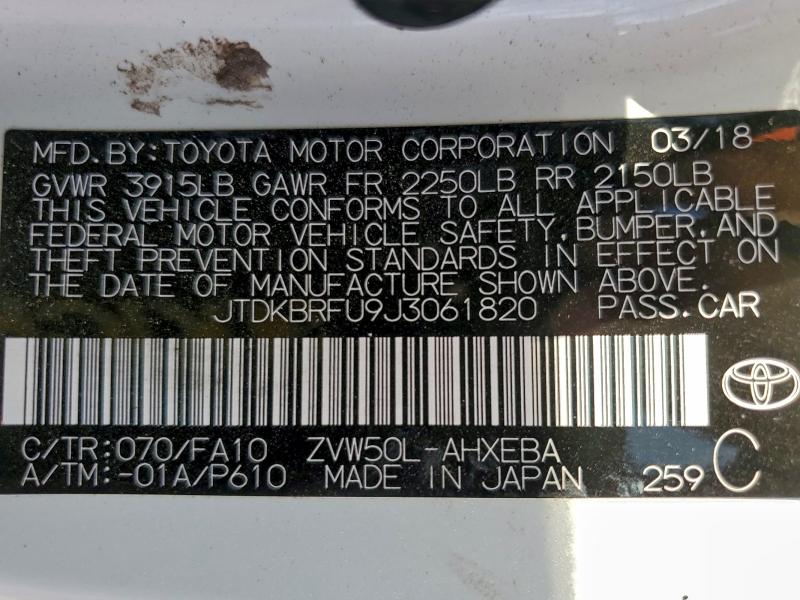 MFD. BY: TOYOTA MOTOR CORPORATION 03/18
GVWR 3915LB GAWR FR 2250LB RR 2150LB
THIS VEHICLE CONFORMS TO ALL APPLICABLE
FEDERAL MOTOR VEHICLE SAFETY, BUMPER, AND
THEFT PREVENTION STANDARDS IN EFFECT ON
THE DATE OF MANUFACTURE SHOWN ABOVE.
JTDKBRFU9J3061820 PASS. CAR
C/TR: 070/FA10 ZVW50L-AHXEBA
A/TM: -01A/P610 MADE IN JAPAN 259 C